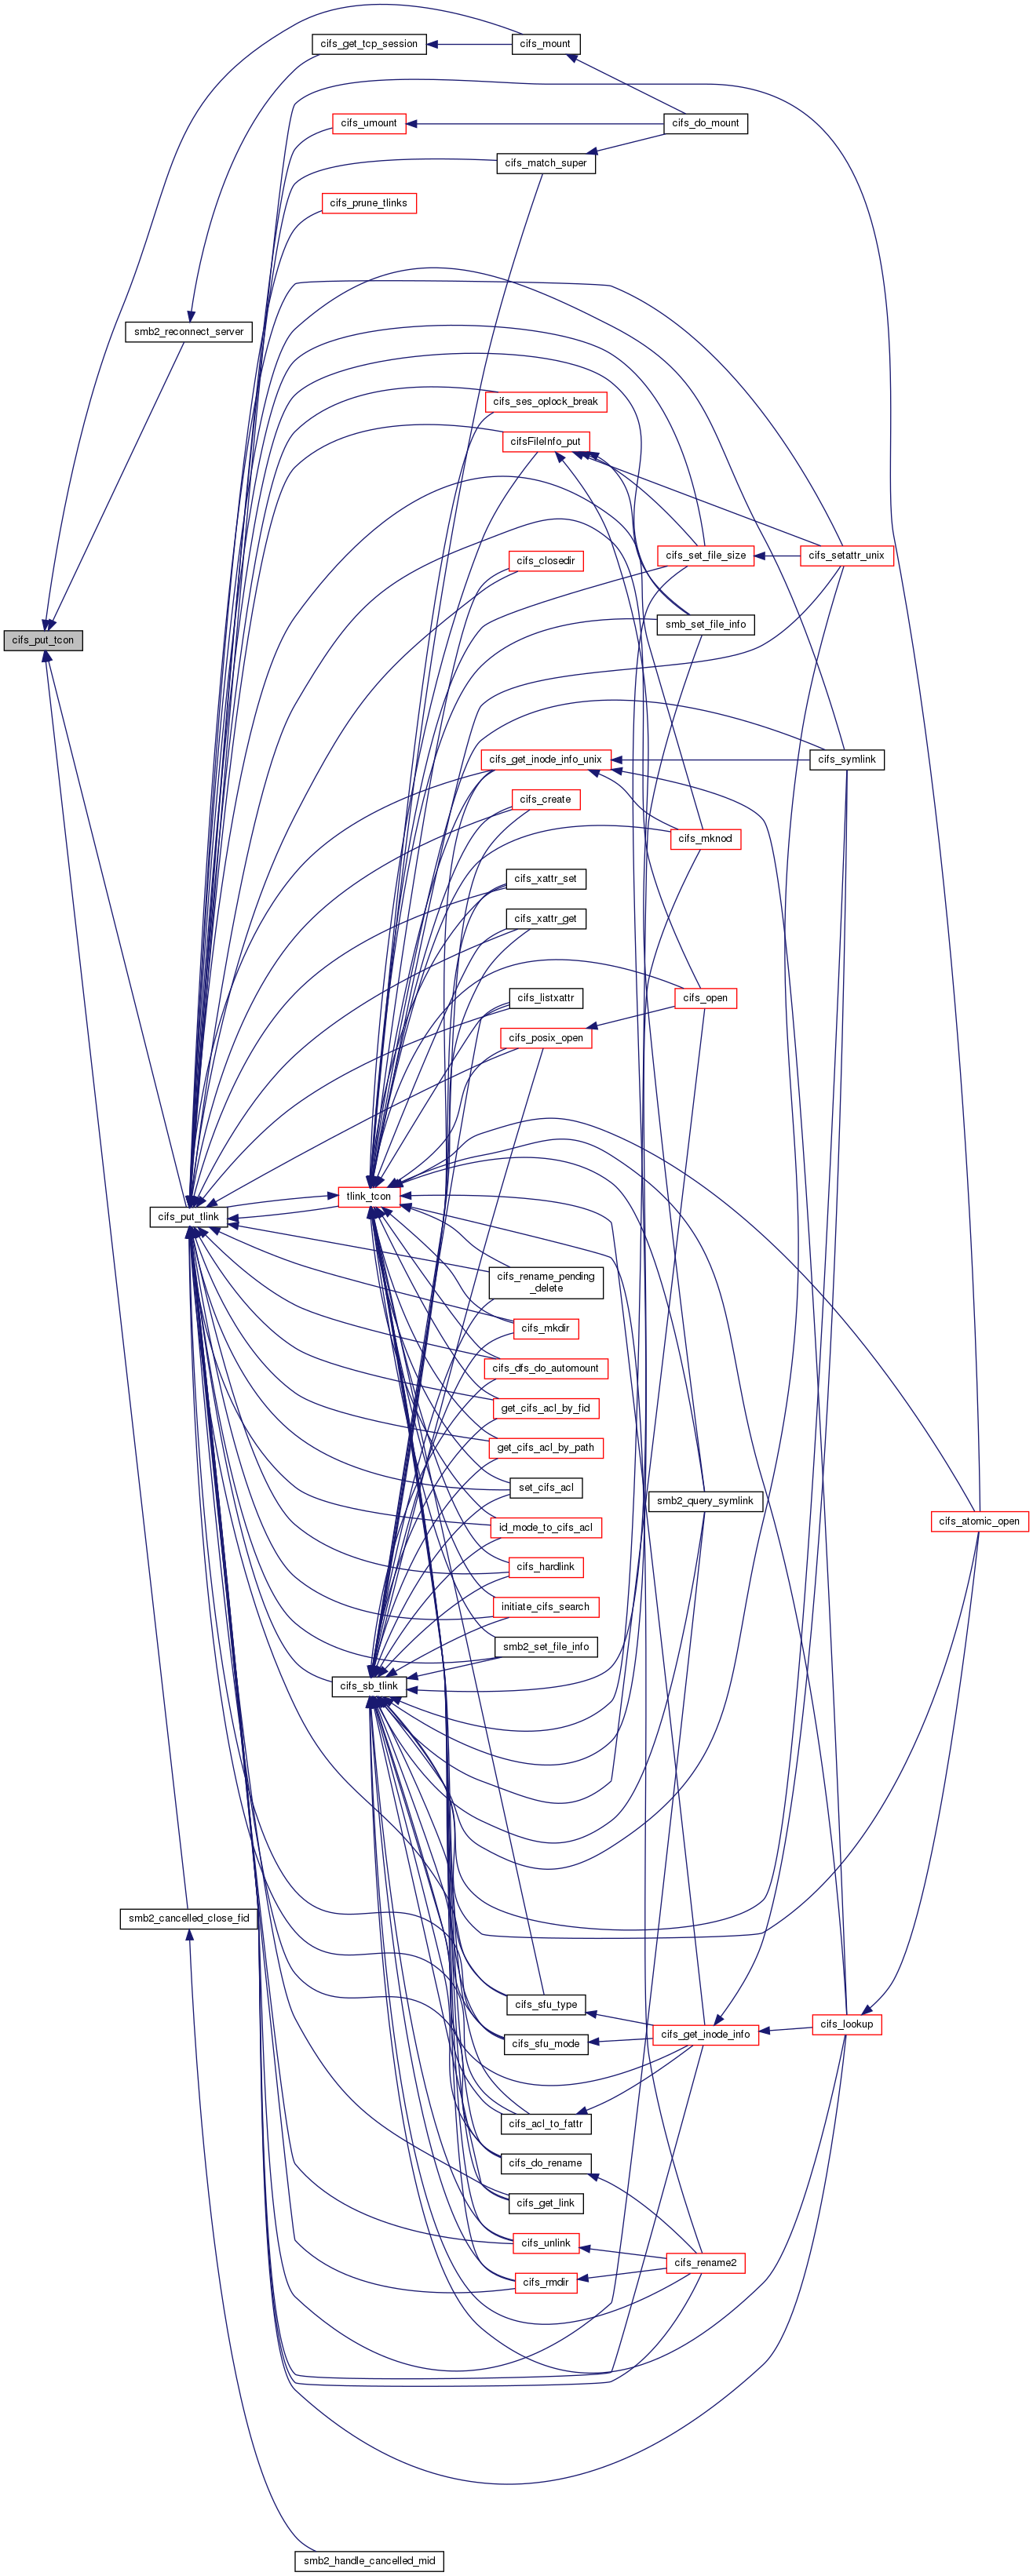 cifs_get_tcp_session
cifs_mount
cifs_umount
cifs_do_mount
cifs_match_super
cifs_prune_tlinks
smb2_reconnect_server
cifs_ses_oplock_break
cifsFileInfo_put
cifs_closedir
cifs_set_file_size
cifs_setattr_unix
smb_set_file_info
cifs_put_tcon
cifs_get_inode_info_unix
cifs_symlink
cifs_create
cifs_mknod
cifs_xattr_set
cifs_xattr_get
cifs_listxattr
cifs_open
cifs_posix_open
tlink_tcon
cifs_put_tlink
cifs_rename_pending
_delete
cifs_mkdir
cifs_dfs_do_automount
get_cifs_acl_by_fid
get_cifs_acl_by_path
set_cifs_acl
smb2_query_symlink
cifs_atomic_open
id_mode_to_cifs_acl
cifs_hardlink
initiate_cifs_search
smb2_set_file_info
cifs_sb_tlink
smb2_cancelled_close_fid
cifs_sfu_type
cifs_lookup
cifs_get_inode_info
cifs_sfu_mode
cifs_acl_to_fattr
cifs_do_rename
cifs_get_link
cifs_unlink
cifs_rename2
cifs_rmdir
smb2_handle_cancelled_mid